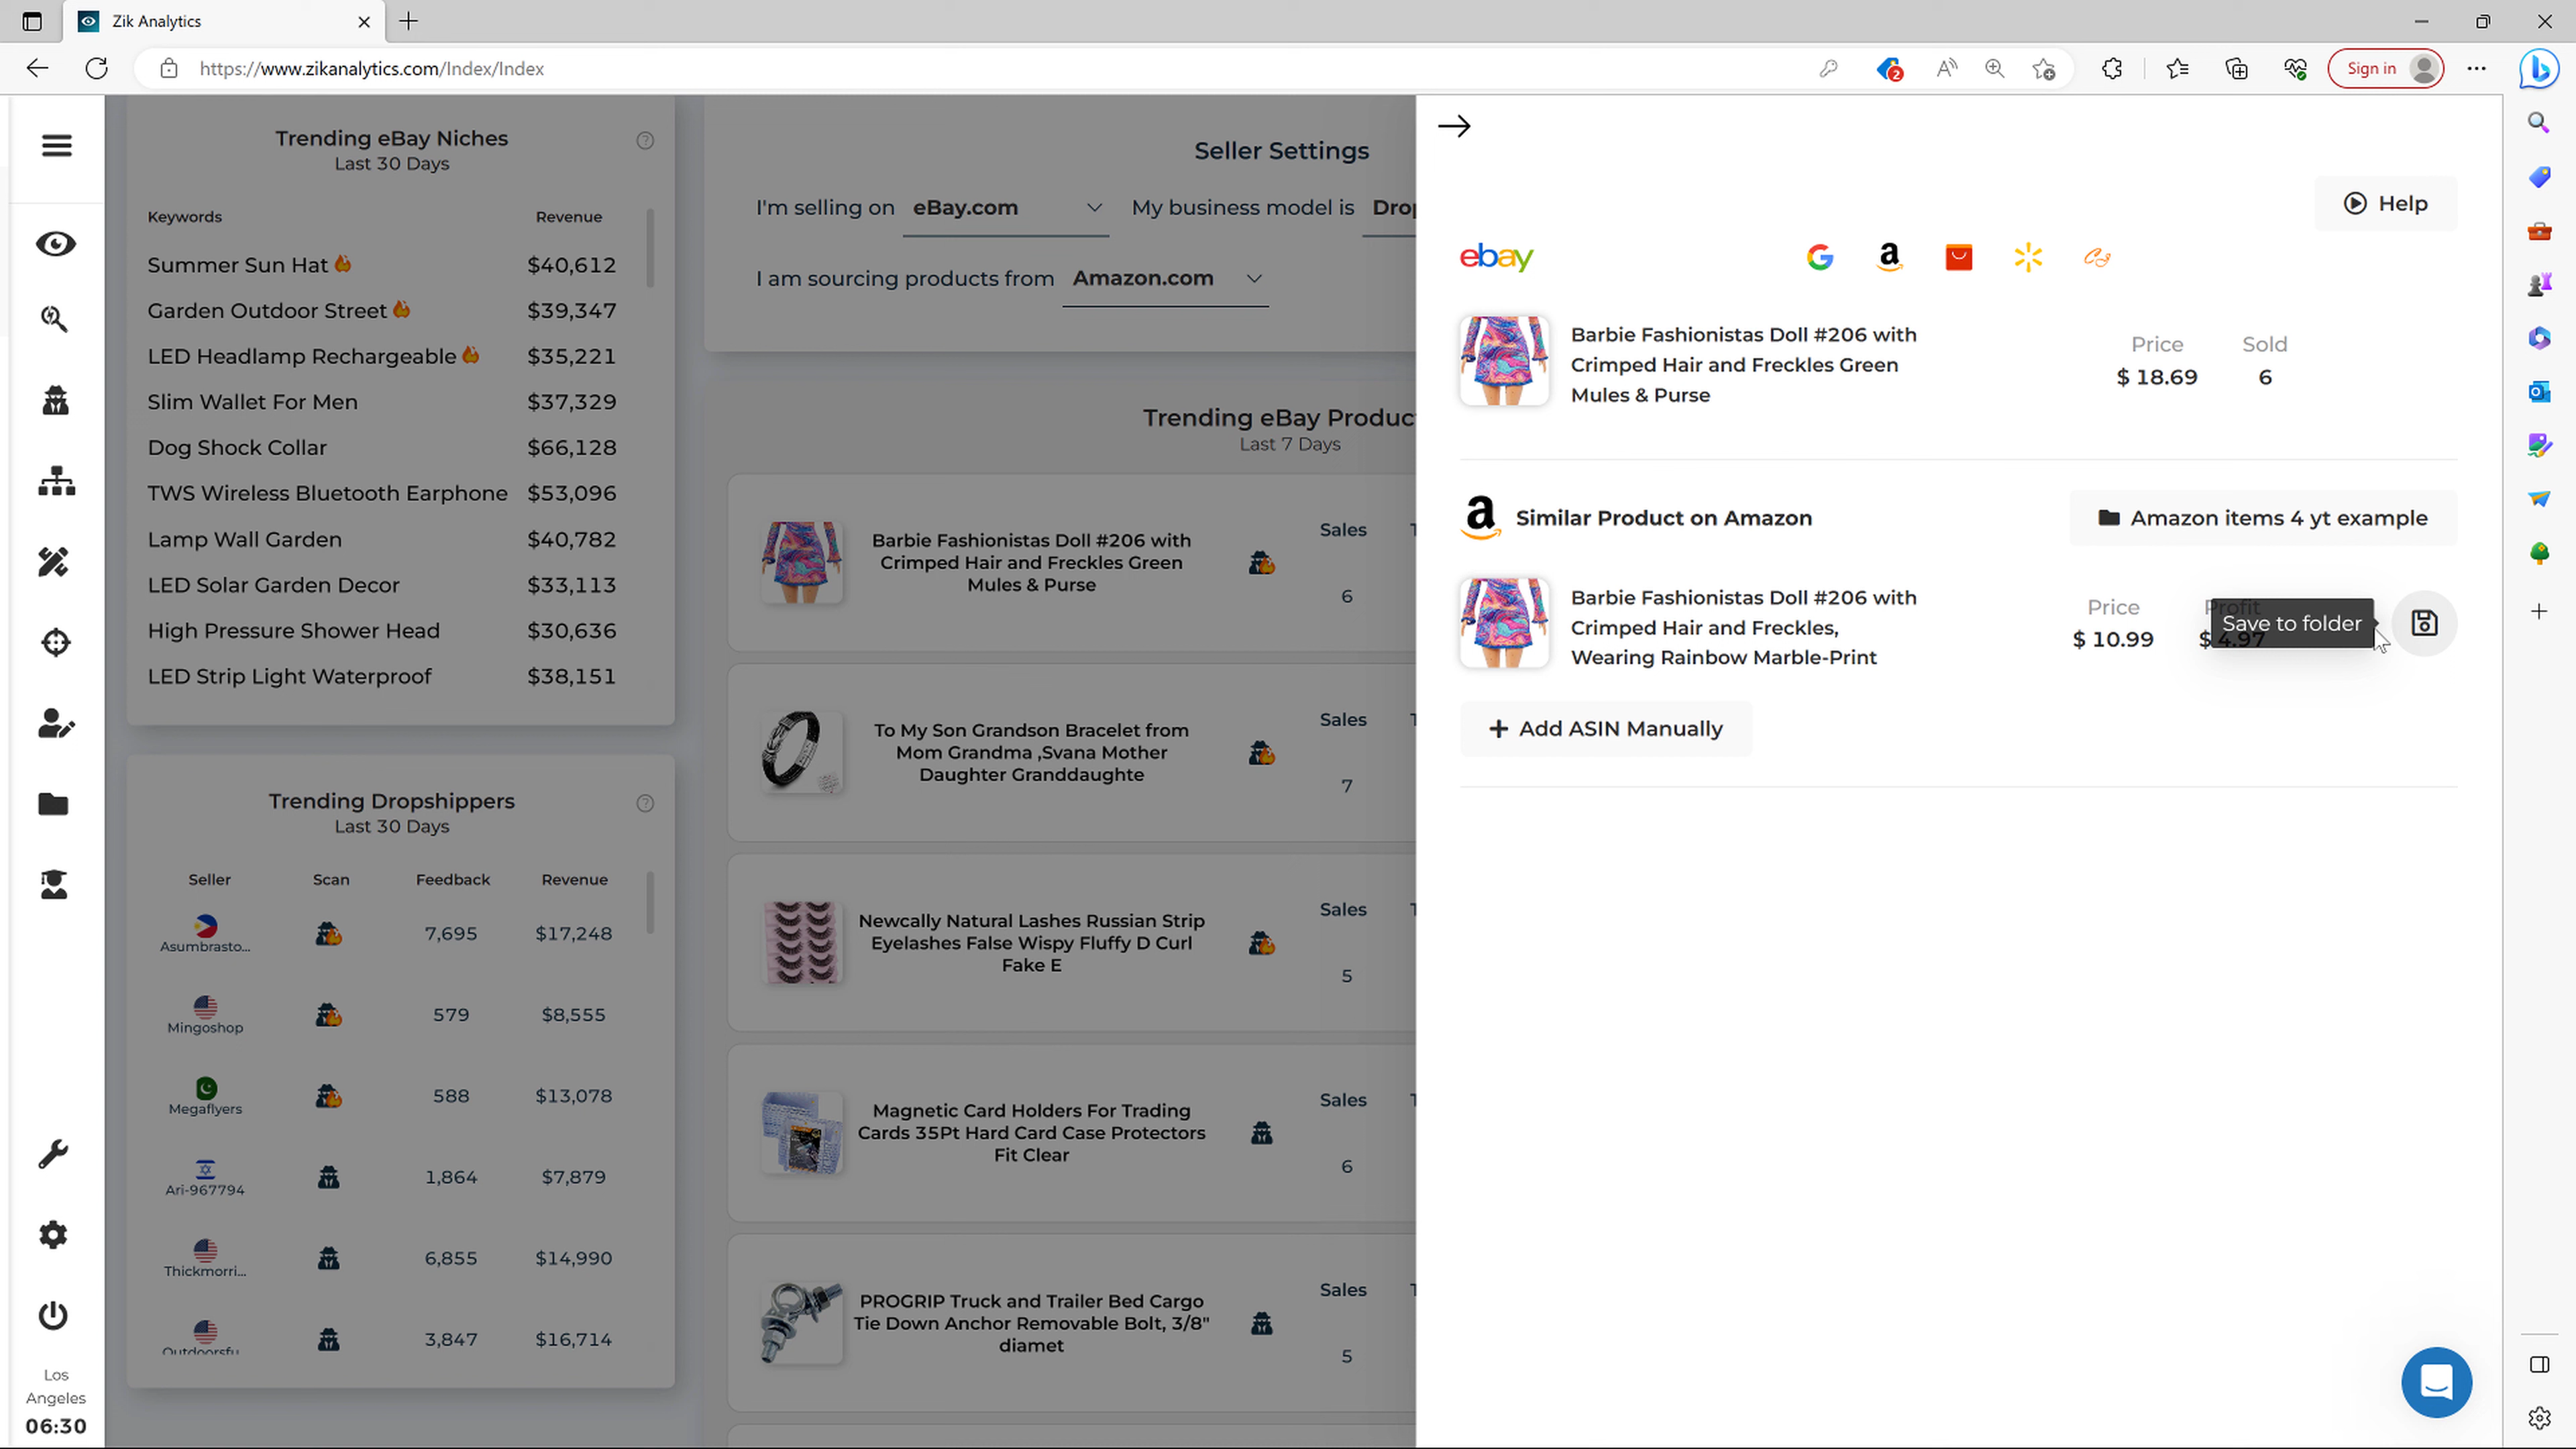 Zik Analytics
https://www.zikanalytics.com/Index/Index
2
Sign in
Trending eBay Niches
Last 30 Days
Keywords Revenue
Summer Sun Hat $40,612
Garden Outdoor Street $39,347
LED Headlamp Rechargeable $35,221
Slim Wallet For Men $37,329
Dog Shock Collar $66,128
TWS Wireless Bluetooth Earphone $53,096
Lamp Wall Garden $40,782
LED Solar Garden Decor $33,113
High Pressure Shower Head $30,636
LED Strip Light Waterproof $38,151
Trending Dropshippers
Last 30 Days
Seller Scan Feedback Revenue
Asumbrasto... 7,695 $17,248
Mingoshop 579 $8,555
Megaflyers 588 $13,078
Ari-967794 1,864 $7,879
Thickmorri... 6,855 $14,990
Outdoorsfu 3,847 $16,714
Los
Angeles
06:30
Seller Settings
I'm selling on eBay.com My business model is
I am sourcing products from Amazon.com
Trending eBay Produc
Last 7 Days
Barbie Fashionistas Doll #206 with
Crimped Hair and Freckles Green
Mules & Purse
Sales
6
To My Son Grandson Bracelet from
Mom Grandma ,Svana Mother
Daughter Granddaughte
Sales
7
Newcally Natural Lashes Russian Strip
Eyelashes False Wispy Fluffy D Curl
Fake E
Sales
5
Magnetic Card Holders For Trading
Cards 35Pt Hard Card Case Protectors
Fit Clear
Sales
6
PROGRIP Truck and Trailer Bed Cargo
Tie Down Anchor Removable Bolt, 3/8"
diamet
Sales
5
Help
ebay
Barbie Fashionistas Doll #206 with
Crimped Hair and Freckles Green
Mules & Purse
Price Sold
$ 18.69 6
Similar Product on Amazon
Amazon items 4 yt example
Barbie Fashionistas Doll #206 with
Crimped Hair and Freckles,
Wearing Rainbow Marble-Print
Price Profit
$ 10.99 $ 4.97
Save to folder
+ Add ASIN Manually